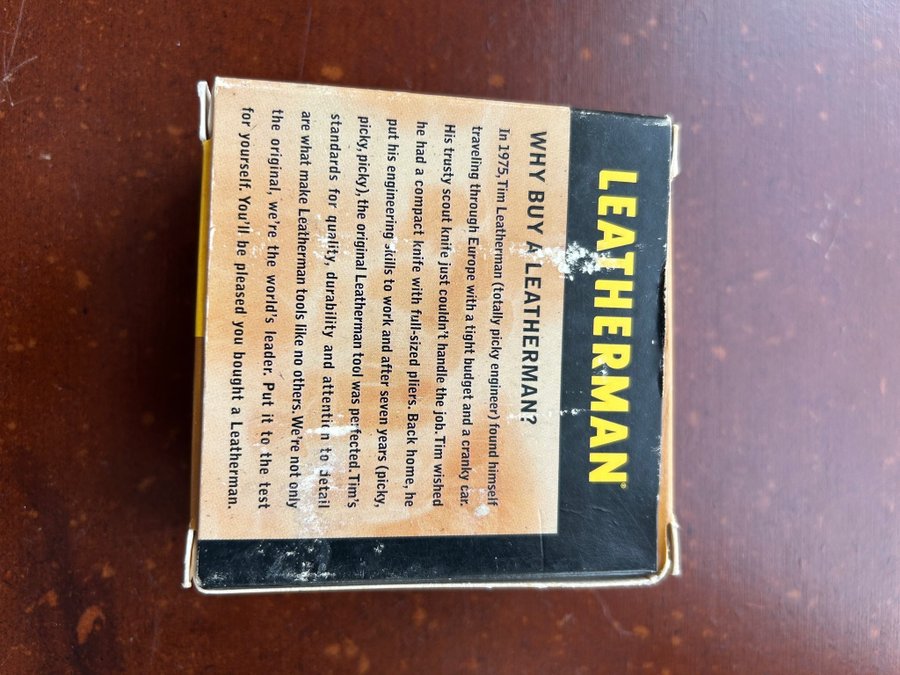 LEATHERMAN®
WHY BUY A LEATHERMAN?
In 1975, Tim Leatherman (totally picky engineer) found himself
traveling through Europe with a tight budget and a cranky car.
His trusty scout knife just couldn't handle the job. Tim wished
he had a compact knife with full-sized pliers. Back home, he
put his engineering skills to work and after seven years (picky,
picky, picky), the original Leatherman tool was perfected. Tim's
standards for quality, durability and attention to detail
are what make Leatherman tools like no others. We're not only
the original, we're the world's leader. Put it to the test
for yourself. You'll be pleased you bought a Leatherman.